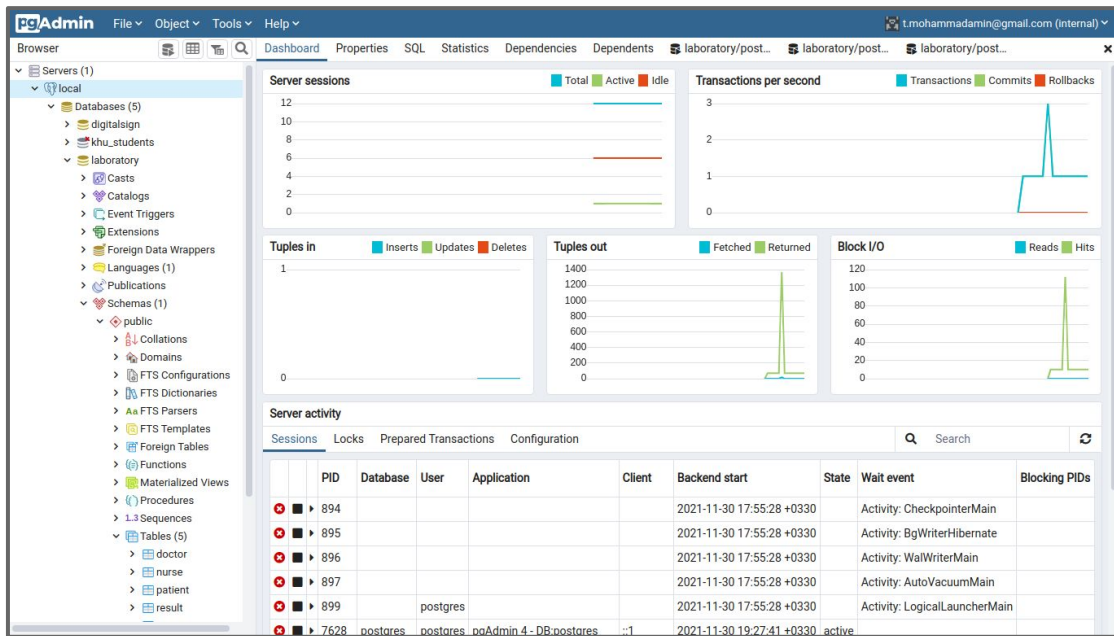 pgAdmin File Object Tools Help t.mohammadamin@gmail.com (internal)
Browser Dashboard Properties SQL Statistics Dependencies Dependents laboratory/post... laboratory/post... laboratory/post...
Servers (1)
local
Databases (5)
digitalsign
khu_students
laboratory
Casts
Catalogs
Event Triggers
Extensions
Foreign Data Wrappers
Languages (1)
Publications
Schemas (1)
public
Collations
Domains
FTS Configurations
FTS Dictionaries
Aa FTS Parsers
FTS Templates
Foreign Tables
Functions
Materialized Views
Procedures
1..3 Sequences
Tables (5)
doctor
nurse
patient
result
Server sessions Total Active Idle
12
10
8
6
4
2
0
Transactions per second Transactions Commits Rollbacks
3
2
1
0
Tuples in Inserts Updates Deletes
1
0
Tuples out Fetched Returned
1400
1200
1000
800
600
400
200
0
Block I/O Reads Hits
120
100
80
60
40
20
0
Server activity
Sessions Locks Prepared Transactions Configuration Search
PID Database User Application Client Backend start State Wait event Blocking PIDs
894 2021-11-30 17:55:28 +0330 Activity: CheckpointerMain
895 2021-11-30 17:55:28 +0330 Activity: BgWriterHibernate
896 2021-11-30 17:55:28 +0330 Activity: WalWriterMain
897 2021-11-30 17:55:28 +0330 Activity: AutoVacuumMain
899 postgres 2021-11-30 17:55:28 +0330 Activity: LogicalLauncherMain
7628 postgres postgres pgAdmin 4 - DB:postgres ::1 2021-11-30 19:27:41 +0330 active